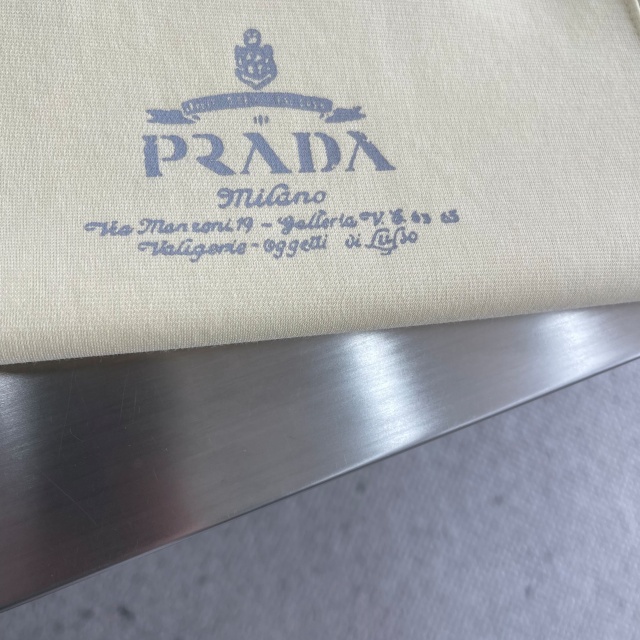 PRADA
Milano
Via Manzoni, 19 - Galleria V. E. 63 65
Valigerie - oggetti di Lusso